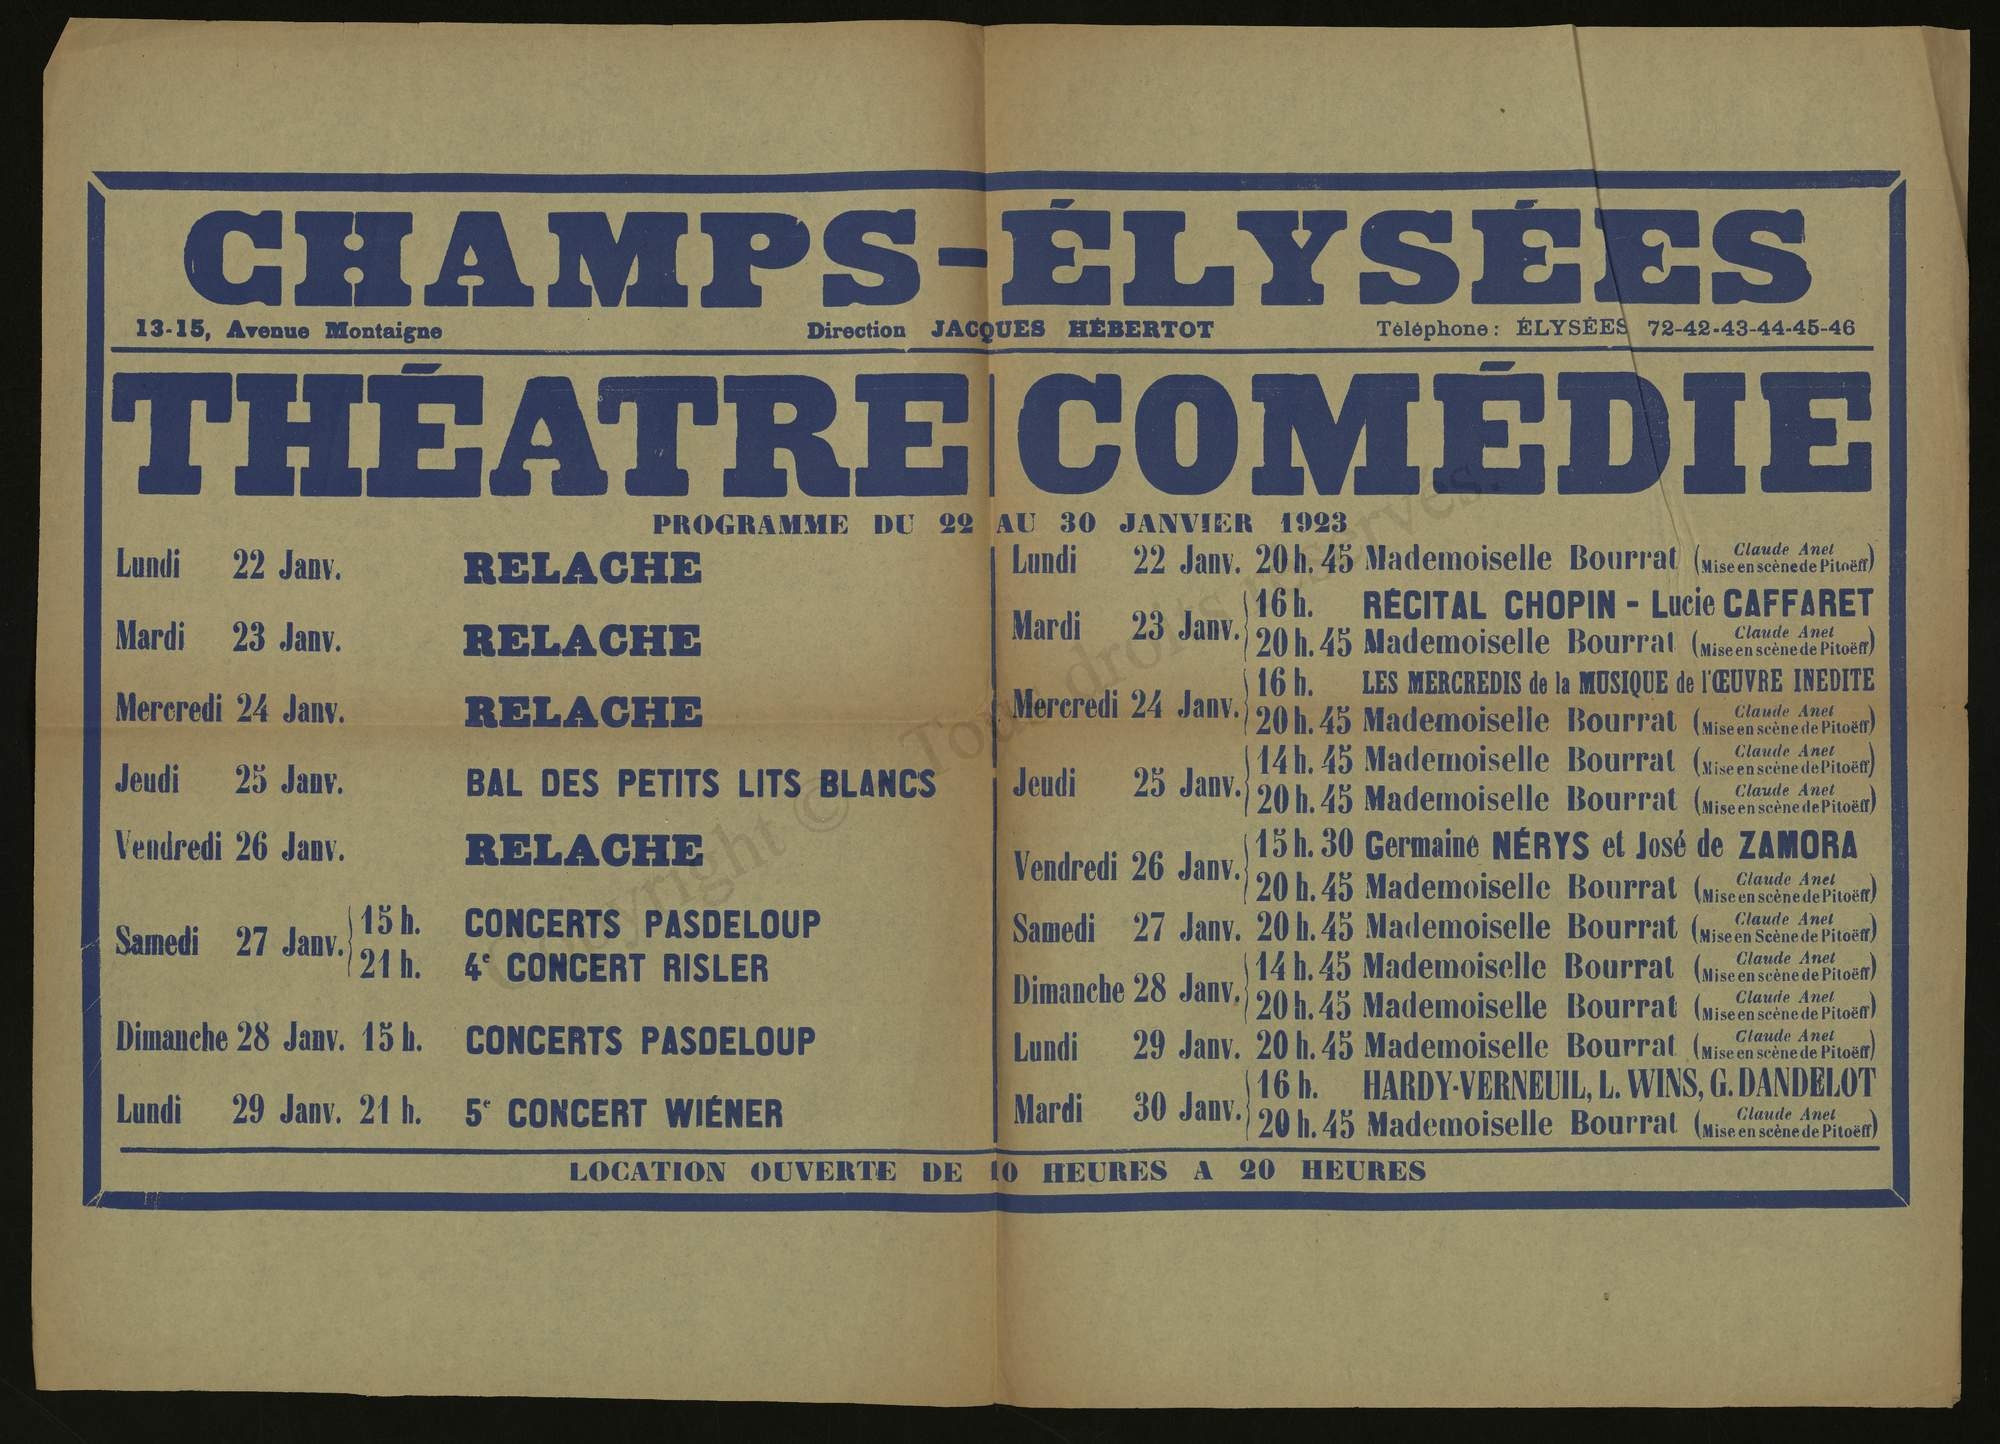 CHAMPS-ÉLYSÉES
13-15, Avenue Montaigne Direction JACQUES HÉBERTOT Téléphone: ÉLYSÉES 72-42-43-44-45-46
THÉATRE COMÉDIE
PROGRAMME DU 22 AU 30 JANVIER 1923
Lundi 22 Janv. RELACHE
Mardi 23 Janv. RELACHE
Mercredi 24 Janv. RELACHE
Jeudi 25 Janv. BAL DES PETITS LITS BLANCS
Vendredi 26 Janv. RELACHE
Samedi 27 Janv. 15 h. CONCERTS PASDELOUP
21 h. 4e CONCERT RISLER
Dimanche 28 Janv. 15 h. CONCERTS PASDELOUP
Lundi 29 Janv. 21 h. 5e CONCERT WIÉNER
Lundi 22 Janv. 20 h. 45 Mademoiselle Bourrat (Claude Anet
Mise en scène de Pitoëff)
Mardi 23 Janv. 16 h. RÉCITAL CHOPIN - Lucie CAFFARET
20 h. 45 Mademoiselle Bourrat (Claude Anet
Mise en scène de Pitoëff)
Mercredi 24 Janv. 16 h. LES MERCREDIS de la MUSIQUE de l'ŒUVRE INEDITE
20 h. 45 Mademoiselle Bourrat (Claude Anet
Mise en scène de Pitoëff)
Jeudi 25 Janv. 14 h. 45 Mademoiselle Bourrat (Claude Anet
Mise en scène de Pitoëff)
20 h. 45 Mademoiselle Bourrat (Claude Anet
Mise en scène de Pitoëff)
Vendredi 26 Janv. 15 h. 30 Germaine NÉRYS et José de ZAMORA
20 h. 45 Mademoiselle Bourrat (Claude Anet
Mise en scène de Pitoëff)
Samedi 27 Janv. 20 h. 45 Mademoiselle Bourrat (Claude Anet
Mise en Scène de Pitoëff)
Dimanche 28 Janv. 14 h. 45 Mademoiselle Bourrat (Claude Anet
Mise en scène de Pitoëff)
20 h. 45 Mademoiselle Bourrat (Claude Anet
Mise en scène de Pitoëff)
Lundi 29 Janv. 20 h. 45 Mademoiselle Bourrat (Claude Anet
Mise en scène de Pitoëff)
Mardi 30 Janv. 16 h. HARDY-VERNEUIL, L. WINS, G. DANDELOT
20 h. 45 Mademoiselle Bourrat (Claude Anet
Mise en scène de Pitoëff)
LOCATION OUVERTE DE 10 HEURES A 20 HEURES
Copyright © Tous droits réservés.